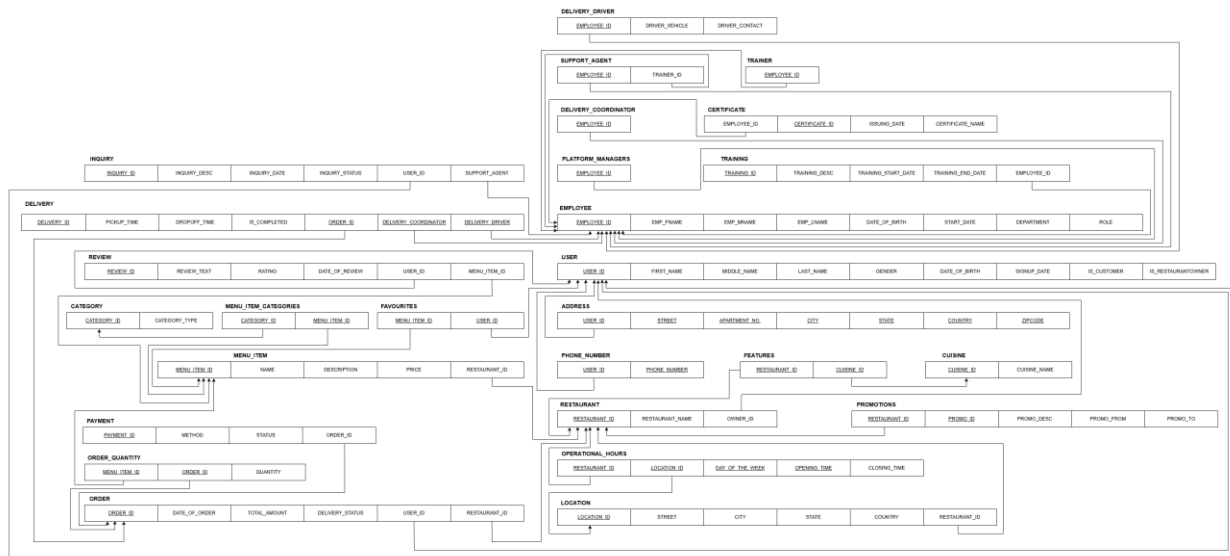 DELIVERY_DRIVER
EMPLOYEE_ID DRIVER_VEHICLE DRIVER_CONTACT
SUPPORT_AGENT TRAINER
EMPLOYEE_ID TRAINER_ID EMPLOYEE_ID
DELIVERY_COORDINATOR CERTIFICATE
EMPLOYEE_ID EMPLOYEE_ID CERTIFICATE_ID ISSUING_DATE CERTIFICATE_NAME
INQUIRY PLATFORM_MANAGERS TRAINING
INQUIRY_ID INQUIRY_DESC INQUIRY_DATE INQUIRY_STATUS USER_ID SUPPORT_AGENT EMPLOYEE_ID TRAINING_ID TRAINING_DESC TRAINING_START_DATE TRAINING_END_DATE EMPLOYEE_ID
DELIVERY EMPLOYEE
DELIVERY_ID PICKUP_TIME DROPOFF_TIME IS_COMPLETED ORDER_ID DELIVERY_COORDINATOR DELIVERY_DRIVER EMPLOYEE_ID EMP_FNAME EMP_MNAME EMP_LNAME DATE_OF_BIRTH START_DATE DEPARTMENT ROLE
REVIEW USER
REVIEW_ID REVIEW_TEXT RATING DATE_OF_REVIEW USER_ID MENU_ITEM_ID USER_ID FIRST_NAME MIDDLE_NAME LAST_NAME GENDER DATE_OF_BIRTH SIGNUP_DATE IS_CUSTOMER IS_RESTAURANTOWNER
CATEGORY MENU_ITEM_CATEGORIES FAVOURITES ADDRESS
CATEGORY_ID CATEGORY_TYPE CATEGORY_ID MENU_ITEM_ID MENU_ITEM_ID USER_ID USER_ID STREET APARTMENT_NO. CITY STATE COUNTRY ZIPCODE
MENU_ITEM PHONE_NUMBER FEATURES CUISINE
MENU_ITEM_ID NAME DESCRIPTION PRICE RESTAURANT_ID USER_ID PHONE_NUMBER RESTAURANT_ID CUISINE_ID CUISINE_ID CUISINE_NAME
RESTAURANT PROMOTIONS
RESTAURANT_ID RESTAURANT_NAME OWNER_ID RESTAURANT_ID PROMO_ID PROMO_DESC PROMO_FROM PROMO_TO
PAYMENT
PAYMENT_ID METHOD STATUS ORDER_ID
ORDER_QUANTITY OPERATIONAL_HOURS
MENU_ITEM_ID ORDER_ID QUANTITY RESTAURANT_ID LOCATION_ID DAY_OF_THE_WEEK OPENING_TIME CLOSING_TIME
ORDER LOCATION
ORDER_ID DATE_OF_ORDER TOTAL_AMOUNT DELIVERY_STATUS USER_ID RESTAURANT_ID LOCATION_ID STREET CITY STATE COUNTRY RESTAURANT_ID